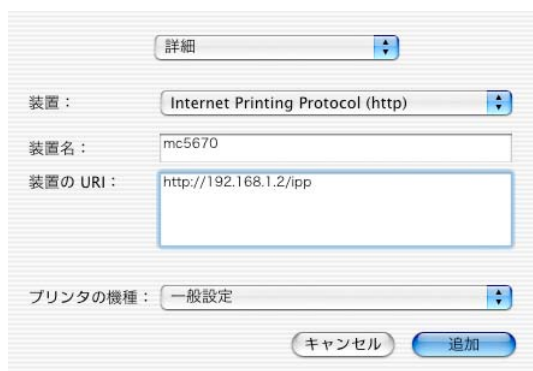 詳細
装置： Internet Printing Protocol (http)
装置名： mc5670
装置の URI： http://192.168.1.2/ipp
プリンタの機種： 一般設定
キャンセル 追加